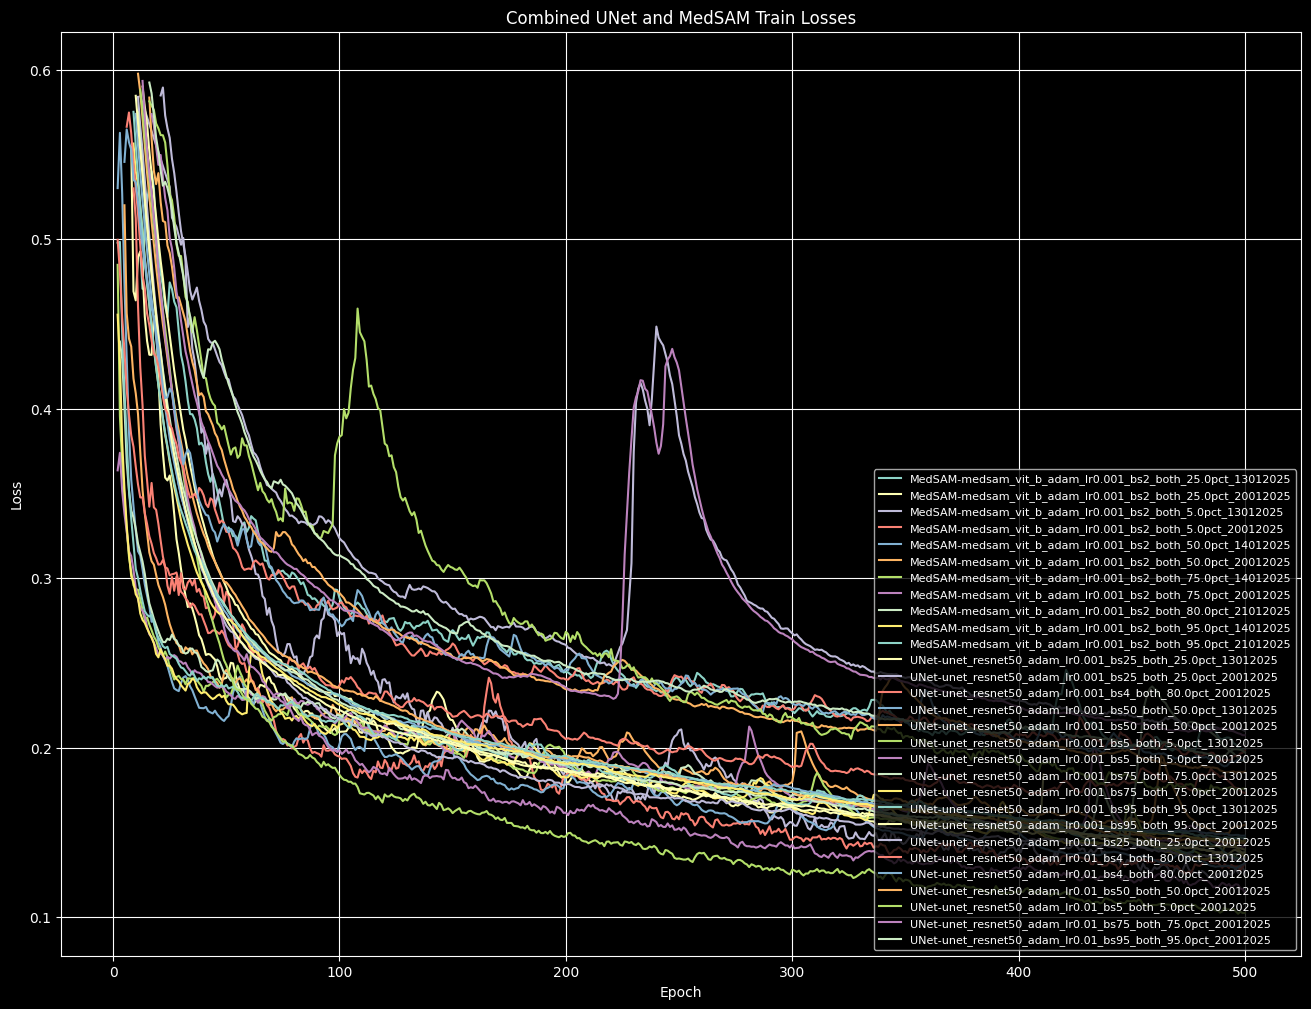 Combined UNet and MedSAM Train Losses
0.6
0.5
0.4
0.3
0.2
0.1
Loss
MedSAM-medsam_vit_b_adam_lr0.001_bs2_both_25.0pct_13012025
MedSAM-medsam_vit_b_adam_lr0.001_bs2_both_25.0pct_20012025
MedSAM-medsam_vit_b_adam_lr0.001_bs2_both_5.0pct_13012025
MedSAM-medsam_vit_b_adam_lr0.001_bs2_both_5.0pct_20012025
MedSAM-medsam_vit_b_adam_lr0.001_bs2_both_50.0pct_14012025
MedSAM-medsam_vit_b_adam_lr0.001_bs2_both_50.0pct_20012025
MedSAM-medsam_vit_b_adam_lr0.001_bs2_both_75.0pct_14012025
MedSAM-medsam_vit_b_adam_lr0.001_bs2_both_75.0pct_20012025
MedSAM-medsam_vit_b_adam_lr0.001_bs2_both_80.0pct_21012025
MedSAM-medsam_vit_b_adam_lr0.001_bs2_both_95.0pct_14012025
MedSAM-medsam_vit_b_adam_lr0.001_bs2_both_95.0pct_21012025
UNet-unet_resnet50_adam_lr0.001_bs25_both_25.0pct_13012025
UNet-unet_resnet50_adam_lr0.001_bs25_both_25.0pct_20012025
UNet-unet_resnet50_adam_lr0.001_bs4_both_80.0pct_20012025
UNet-unet_resnet50_adam_lr0.001_bs50_both_50.0pct_13012025
UNet-unet_resnet50_adam_lr0.001_bs50_both_50.0pct_20012025
UNet-unet_resnet50_adam_lr0.001_bs5_both_5.0pct_13012025
UNet-unet_resnet50_adam_lr0.001_bs5_both_5.0pct_20012025
UNet-unet_resnet50_adam_lr0.001_bs75_both_75.0pct_13012025
UNet-unet_resnet50_adam_lr0.001_bs75_both_75.0pct_20012025
UNet-unet_resnet50_adam_lr0.001_bs95_both_95.0pct_13012025
UNet-unet_resnet50_adam_lr0.001_bs95_both_95.0pct_20012025
UNet-unet_resnet50_adam_lr0.01_bs25_both_25.0pct_20012025
UNet-unet_resnet50_adam_lr0.01_bs4_both_80.0pct_13012025
UNet-unet_resnet50_adam_lr0.01_bs4_both_80.0pct_20012025
UNet-unet_resnet50_adam_lr0.01_bs50_both_50.0pct_20012025
UNet-unet_resnet50_adam_lr0.01_bs5_both_5.0pct_20012025
UNet-unet_resnet50_adam_lr0.01_bs75_both_75.0pct_20012025
UNet-unet_resnet50_adam_lr0.01_bs95_both_95.0pct_20012025
0 100 200 300 400 500
Epoch